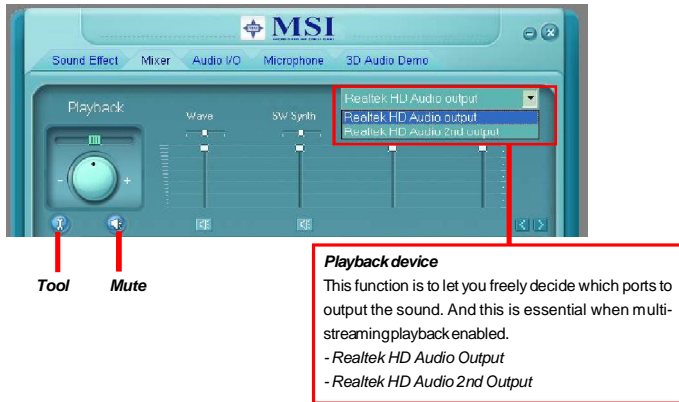 MSI
Sound Effect Mixer Audio I/O Microphone 3D Audio Demo
Playback
Wave
SW Synth
Realtek HD Audio output
Realtek HD Audio output
Realtek HD Audio 2nd output
- +
Tool Mute
Playback device
This function is to let you freely decide which ports to
output the sound. And this is essential when multi-
streaming playback enabled.
- Realtek HD Audio Output
- Realtek HD Audio 2nd Output